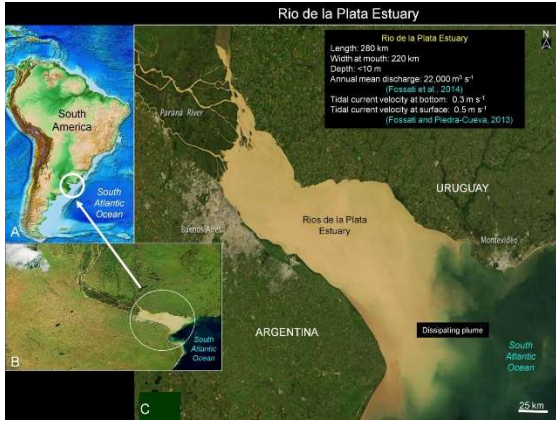 Rio de la Plata Estuary
N
Rio de la Plata Estuary
Length: 280 km
Width at mouth: 220 km
Depth: <10 m
Annual mean discharge: 22,000 m³ s⁻¹
(Fossati et al., 2014)
Tidal current velocity at bottom: 0.3 m s⁻¹
Tidal current velocity at surface: 0.5 m s⁻¹
(Fossati and Piedra-Cueva, 2013)
South
America
South
Atlantic
Ocean
A
Paraná River
URUGUAY
Rios de la Plata
Estuary
Buenos Aires
Montevideo
South
Atlantic
Ocean
B
ARGENTINA
Dissipating plume
South
Atlantic
Ocean
C
25 km